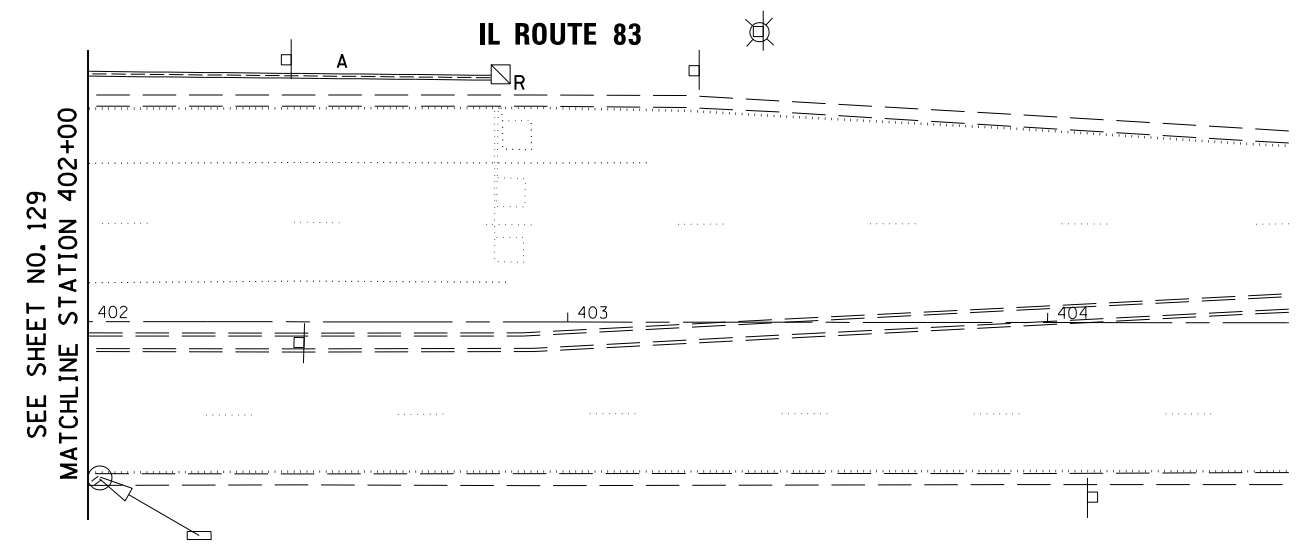 IL ROUTE 83
A
R
SEE SHEET NO. 129
MATCHLINE STATION 402+00
402
403
404